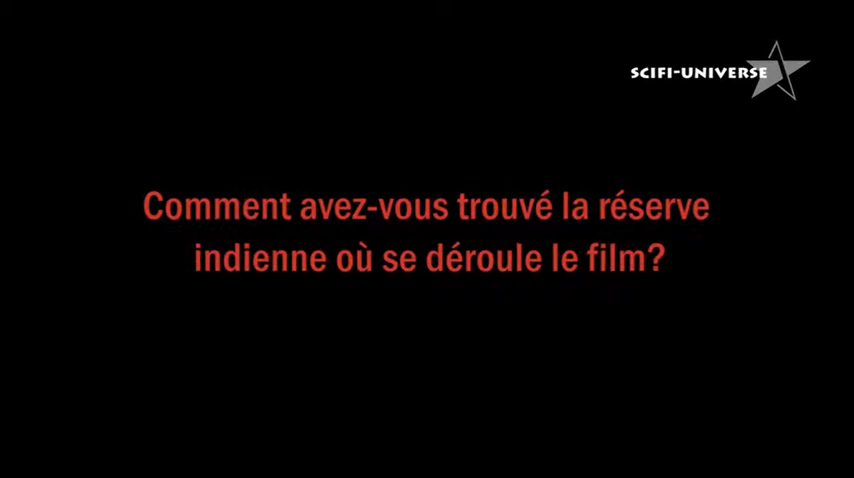 SCIFI-UNIVERSE
Comment avez-vous trouvé la réserve
indienne où se déroule le film?